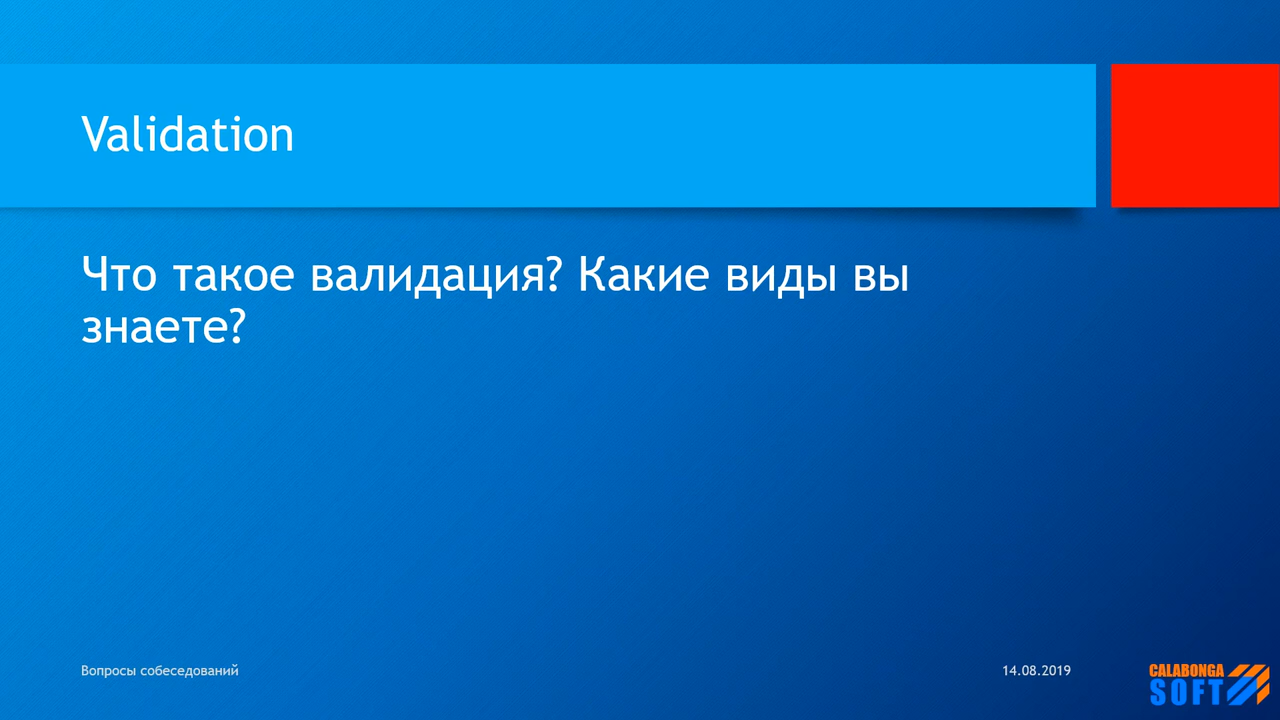 Validation
Что такое валидация? Какие виды вы
знаете?
Вопросы собеседований
14.08.2019
CALABONGA
SOFT